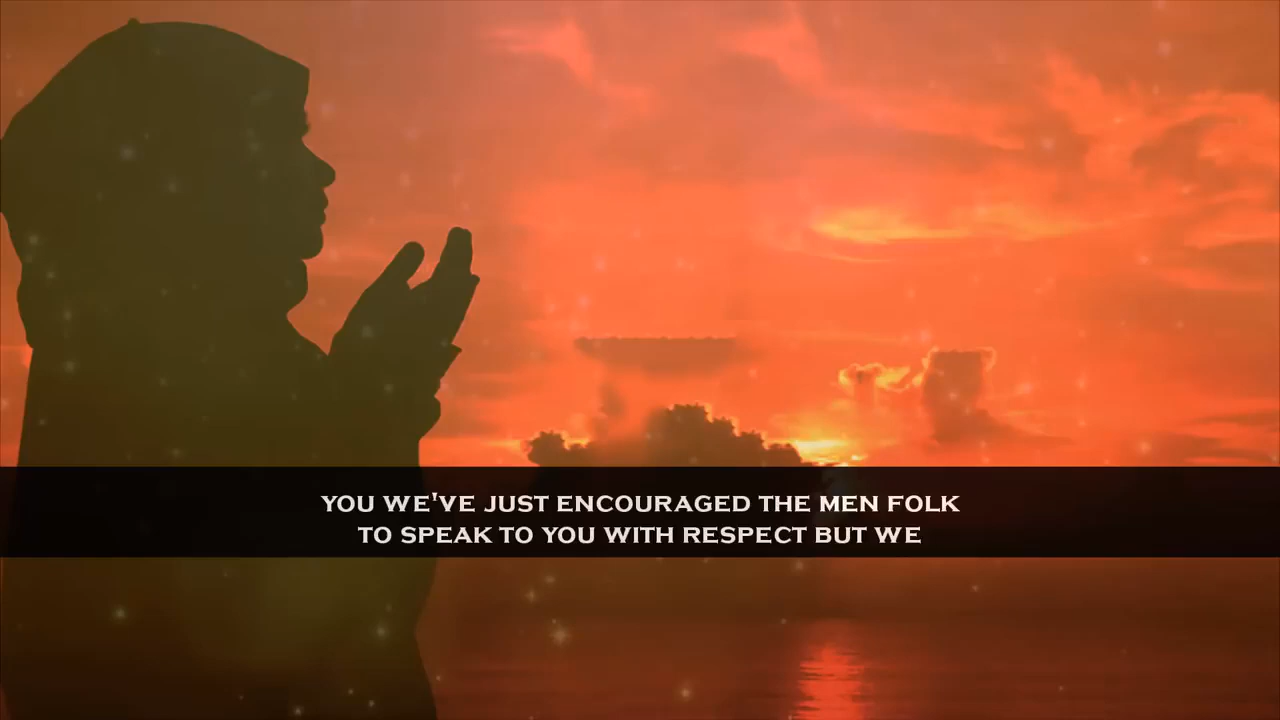 YOU WE'VE JUST ENCOURAGED THE MEN FOLK
TO SPEAK TO YOU WITH RESPECT BUT WE